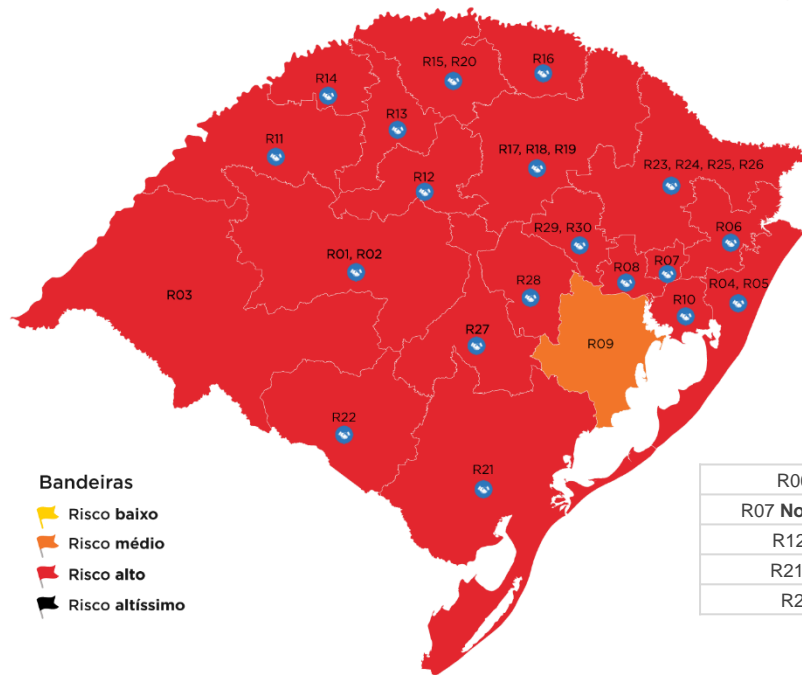 R14
R15, R20
R16
R13
R11
R17, R18, R19
R12
R23, R24, R25, R26
R29, R30
R06
R01, R02
R08
R07
R03
R28
R04, R05
R10
R27
R09
R22
R21
Bandeiras
Risco baixo
Risco médio
Risco alto
Risco altíssimo
R07
R12
R21